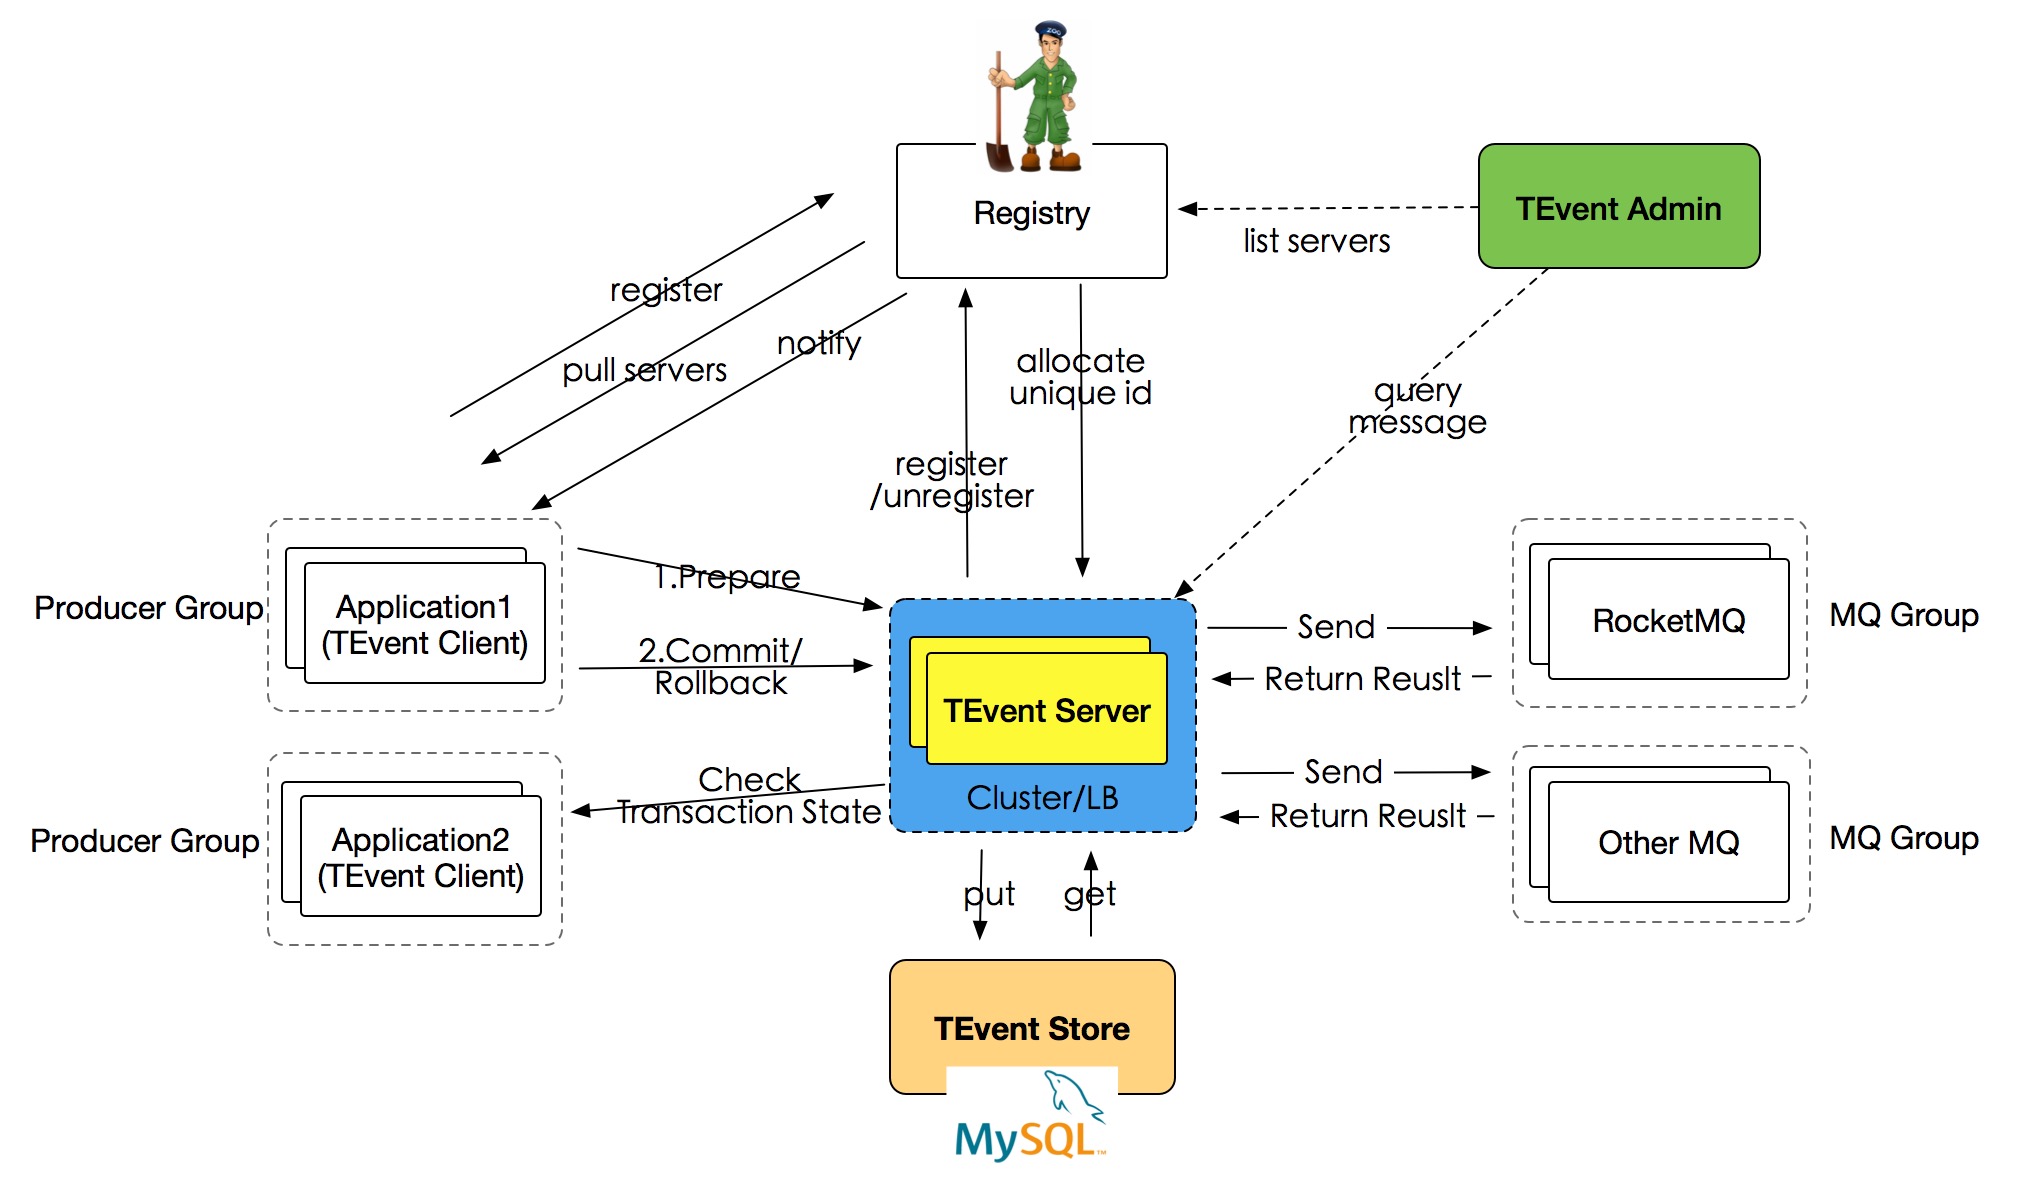 ZOO
Registry
TEvent Admin
list servers
register
pull servers
notify
allocate
unique id
query
message
register
/unregister
Producer Group
Application1
(TEvent Client)
1.Prepare
2.Commit/
Rollback
TEvent Server
Cluster/LB
Send
Return Reuslt
RocketMQ
MQ Group
Producer Group
Application2
(TEvent Client)
Check
Transaction State
Send
Return Reuslt
Other MQ
MQ Group
put
get
TEvent Store
MySQL™